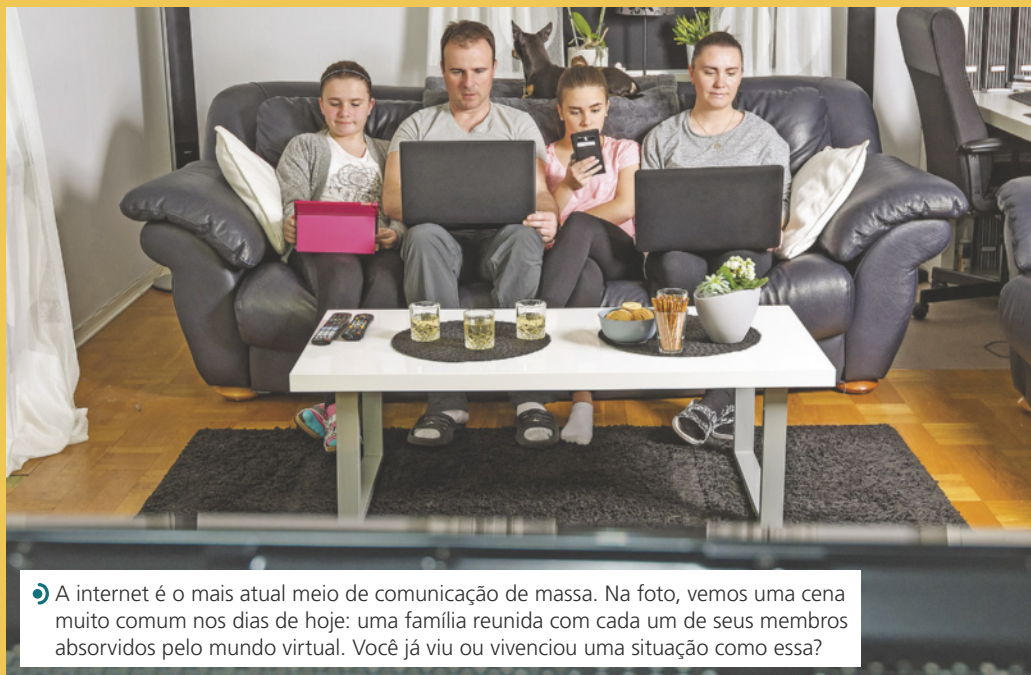 A internet é o mais atual meio de comunicação de massa. Na foto, vemos uma cena
muito comum nos dias de hoje: uma família reunida com cada um de seus membros
absorvidos pelo mundo virtual. Você já viu ou vivenciou uma situação como essa?